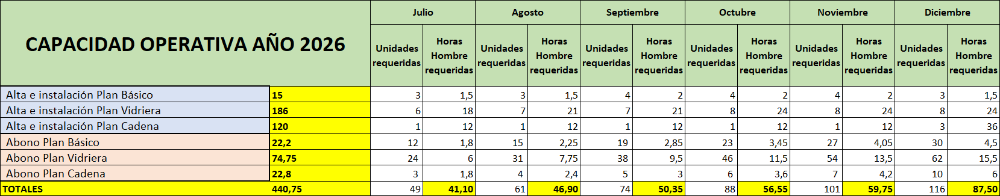 Julio Agosto Septiembre Octubre Noviembre Diciembre
CAPACIDAD OPERATIVA AÑO 2026
Unidades requeridas Horas Hombre requeridas Unidades requeridas Horas Hombre requeridas Unidades requeridas Horas Hombre requeridas Unidades requeridas Horas Hombre requeridas Unidades requeridas Horas Hombre requeridas Unidades requeridas Horas Hombre requeridas
Alta e instalación Plan Básico 15 3 1,5 3 1,5 4 2 4 2 4 2 3 1,5
Alta e instalación Plan Vidriera 186 6 18 7 21 7 21 8 24 8 24 8 24
Alta e instalación Plan Cadena 120 1 12 1 12 1 12 1 12 1 12 3 36
Abono Plan Básico 22,2 12 1,8 15 2,25 19 2,85 23 3,45 27 4,05 30 4,5
Abono Plan Vidriera 74,75 24 6 31 7,75 38 9,5 46 11,5 54 13,5 62 15,5
Abono Plan Cadena 22,8 3 1,8 4 2,4 5 3 6 3,6 7 4,2 10 6
TOTALES 440,75 49 41,10 61 46,90 74 50,35 88 56,55 101 59,75 116 87,50